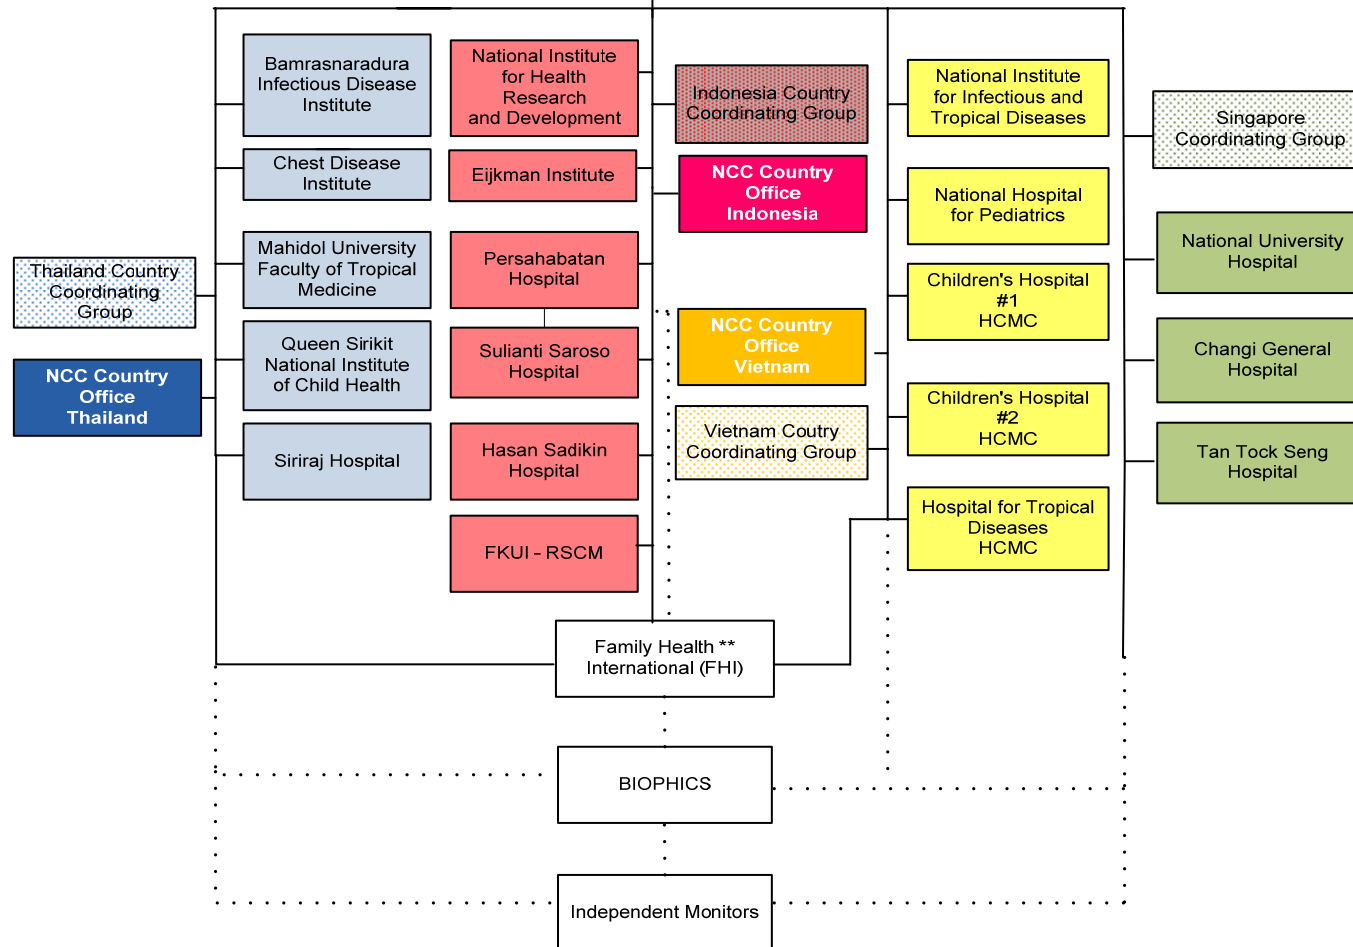 Bamrasnaradura
Infectious Disease
Institute
Chest Disease
Institute
Mahidol University
Faculty of Tropical
Medicine
Queen Sirikit
National Institute
of Child Health
Siriraj Hospital
Thailand Country
Coordinating
Group
NCC Country
Office
Thailand
National Institute
for Health
Research
and Development
Eijkman Institute
Persahabatan
Hospital
Sulianti Saroso
Hospital
Hasan Sadikin
Hospital
FKUI - RSCM
Indonesia Country
Coordinating Group
NCC Country
Office
Indonesia
NCC Country
Office
Vietnam
Vietnam Coutry
Coordinating Group
National Institute
for Infectious and
Tropical Diseases
National Hospital
for Pediatrics
Children's Hospital
#1
HCMC
Children's Hospital
#2
HCMC
Hospital for Tropical
Diseases
HCMC
Singapore
Coordinating Group
National University
Hospital
Changi General
Hospital
Tan Tock Seng
Hospital
Family Health **
International (FHI)
BIOPHICS
Independent Monitors